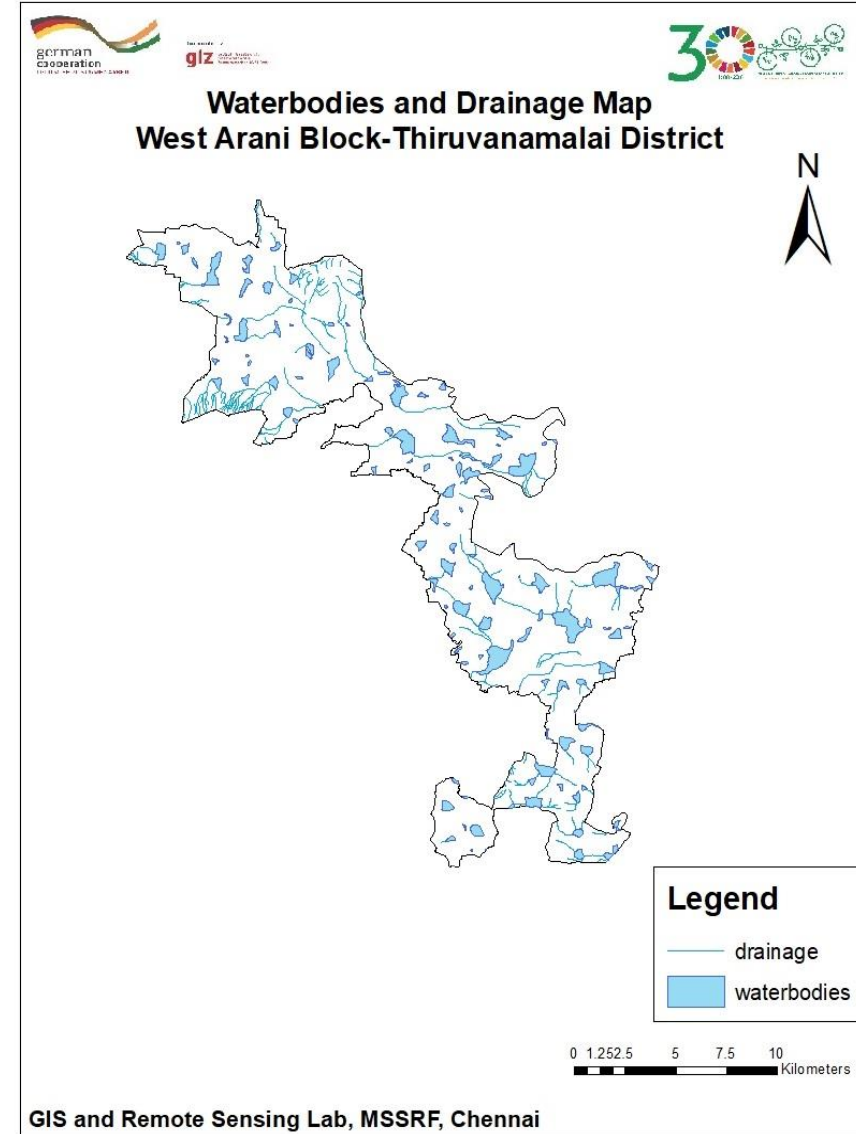 german
cooperation
giz
30
Waterbodies and Drainage Map
West Arani Block-Thiruvanamalai District
N
Legend
drainage
waterbodies
0 1.252.5 5 7.5 10
Kilometers
GIS and Remote Sensing Lab, MSSRF, Chennai